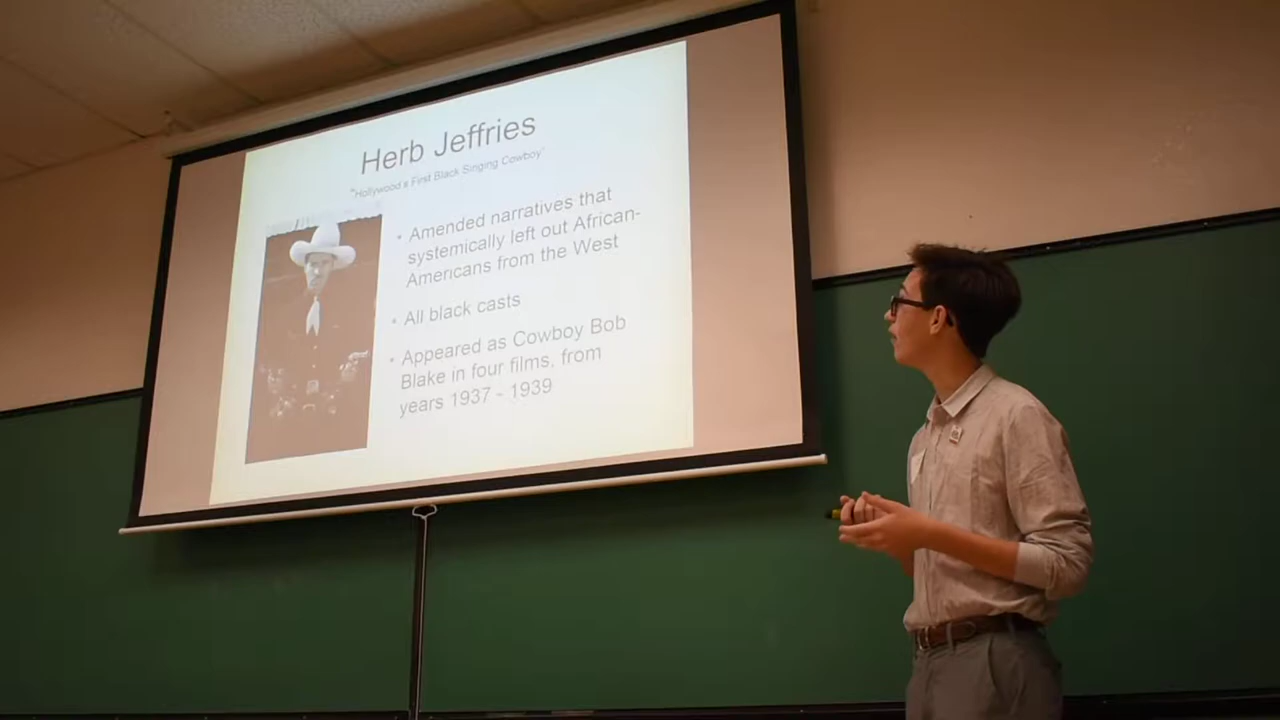 Herb Jeffries
"Hollywood's First Black Singing Cowboy"
• Amended narratives that
systemically left out African-
Americans from the West
• All black casts
• Appeared as Cowboy Bob
Blake in four films, from
years 1937 - 1939